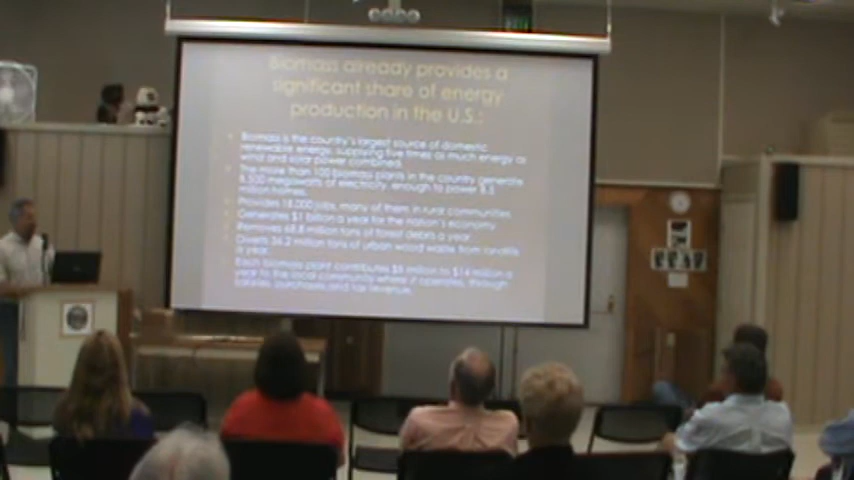 Biomass already provides a
significant share of energy
production in the U.S.:
Biomass is the country's largest source of domestic
renewable energy, supplying five times as much energy as
wind and solar power combined.
The more than 100 biomass plants in the country generate
megawatts of electricity, enough to power
million homes.
Provides 18,000 jobs, many of them in rural communities
Generates $1 billion a year for the nation's economy
Removes 68.8 million tons of forest debris a year
Diverts 36.2 million tons of urban wood waste from landfills
a year.
Each biomass plant contributes $8 million to $14 million a
year to the local community where it operates, through
salaries, purchases and tax revenue.